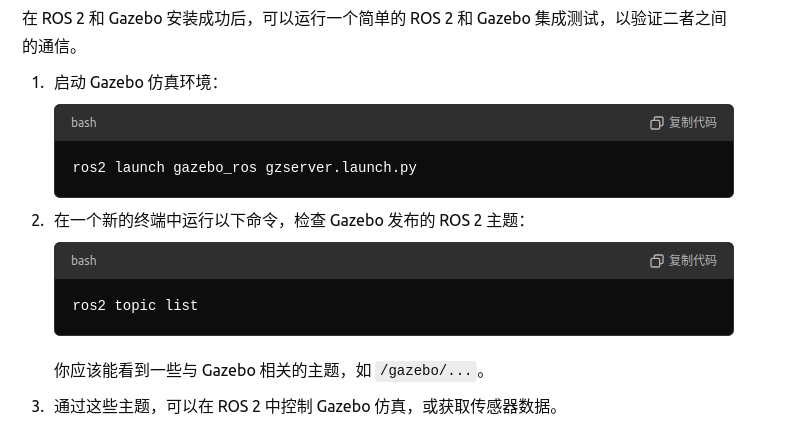 在 ROS 2 和 Gazebo 安装成功后，可以运行一个简单的 ROS 2 和 Gazebo 集成测试，以验证二者之间
的通信。
1. 启动 Gazebo 仿真环境：
bash 复制代码
ros2 launch gazebo_ros gzserver.launch.py
2. 在一个新的终端中运行以下命令，检查 Gazebo 发布的 ROS 2 主题：
bash 复制代码
ros2 topic list
你应该能看到一些与 Gazebo 相关的主题，如 /gazebo/... 。
3. 通过这些主题，可以在 ROS 2 中控制 Gazebo 仿真，或获取传感器数据。